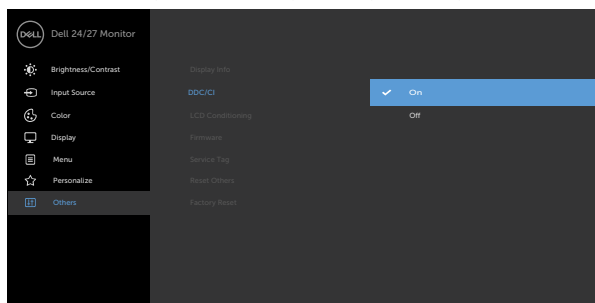 DELL Dell 24/27 Monitor
Brightness/Contrast
Input Source
Color
Display
Menu
Personalize
Others
Display Info
DDC/CI
LCD Conditioning
Firmware
Service Tag
Reset Others
Factory Reset
On
Off